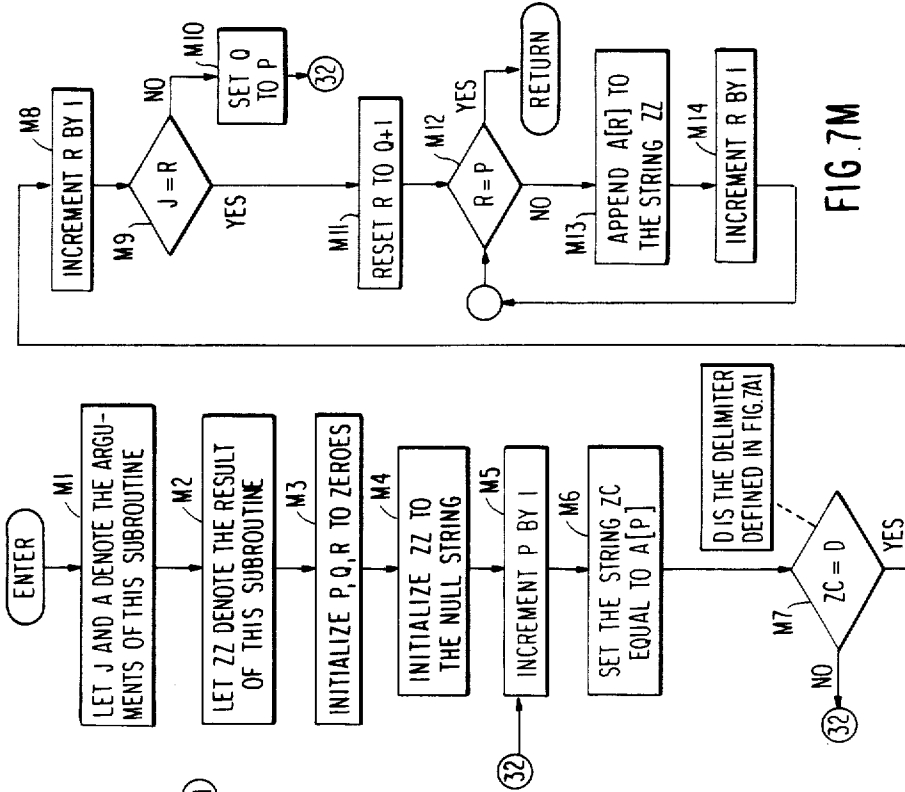 ENTER
M1
LET J AND A DENOTE THE ARGU-
MENTS OF THIS SUBROUTINE
M2
LET ZZ DENOTE THE RESULT
OF THIS SUBROUTINE
M3
INITIALIZE P,Q,R TO ZEROES
M4
INITIALIZE ZZ TO
THE NULL STRING
32
M5
INCREMENT P BY 1
M6
SET THE STRING ZC
EQUAL TO A[P]
D IS THE DELIMITER
DEFINED IN FIG.7A1
M7
ZC = D
NO
32
YES
M8
INCREMENT R BY 1
M9
J = R
NO
M10
SET Q
TO P
32
YES
M11
RESET R TO Q+1
M12
R = P
YES
RETURN
NO
M13
APPEND A[R] TO
THE STRING ZZ
M14
INCREMENT R BY 1
FIG.7M